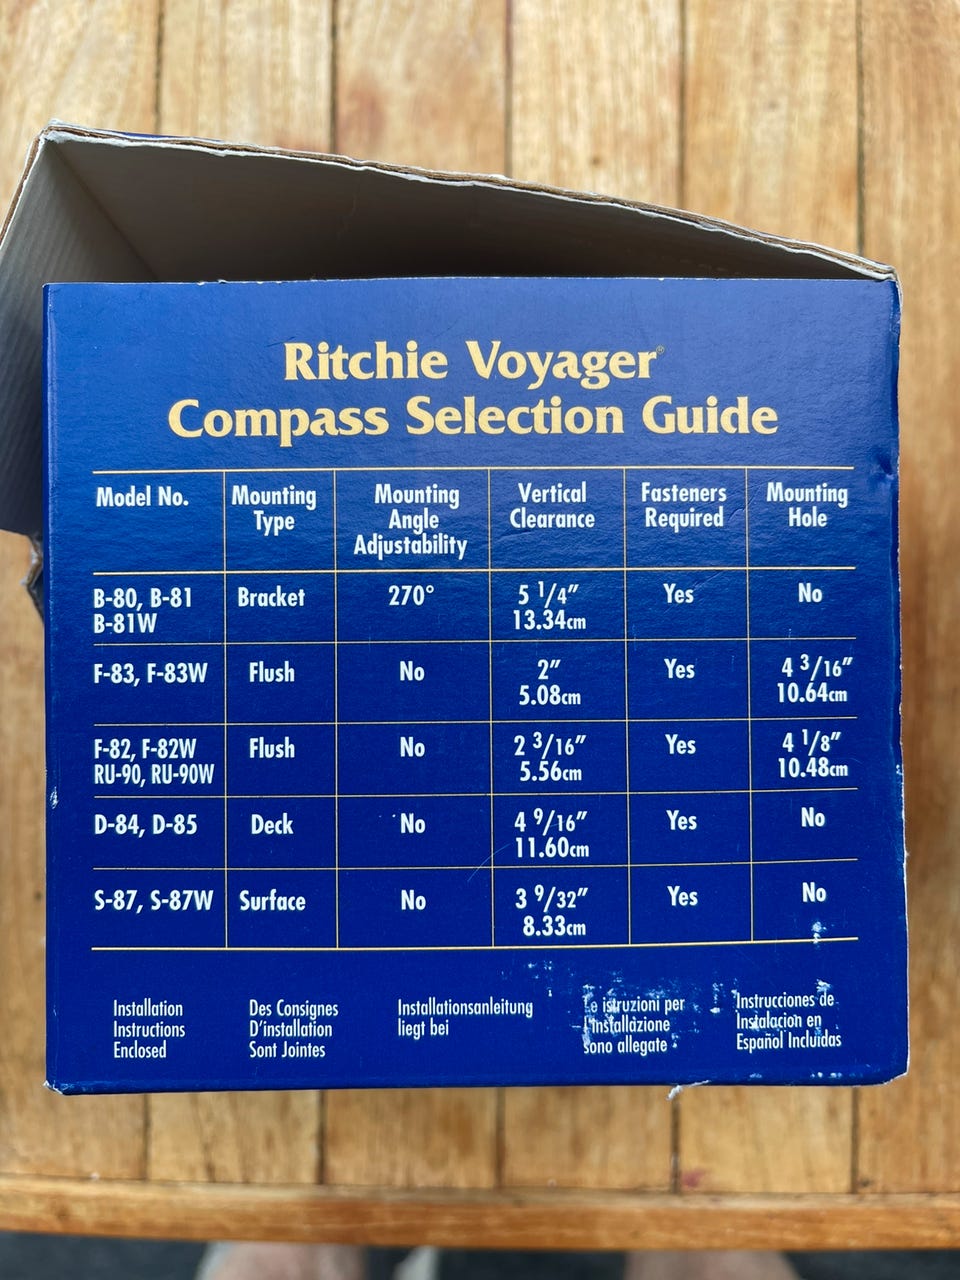 Ritchie Voyager®
Compass Selection Guide
Model No.
Mounting
Type
Mounting
Angle
Adjustability
Vertical
Clearance
Fasteners
Required
Mounting
Hole
B-80, B-81
B-81W
Bracket
270°
5 1/4"
13.34cm
Yes
No
F-83, F-83W
Flush
No
2"
5.08cm
Yes
4 3/16"
10.64cm
F-82, F-82W
RU-90, RU-90W
Flush
No
2 3/16"
5.56cm
Yes
4 1/8"
10.48cm
D-84, D-85
Deck
No
4 9/16"
11.60cm
Yes
No
S-87, S-87W
Surface
No
3 9/32"
8.33cm
Yes
No
Installation
Instructions
Enclosed
Des Consignes
D'installation
Sont Jointes
Installationsanleitung
liegt bei
Le istruzioni per
l'Installazione
sono allegate
Instrucciones de
Instalacion en
Español Incluidas